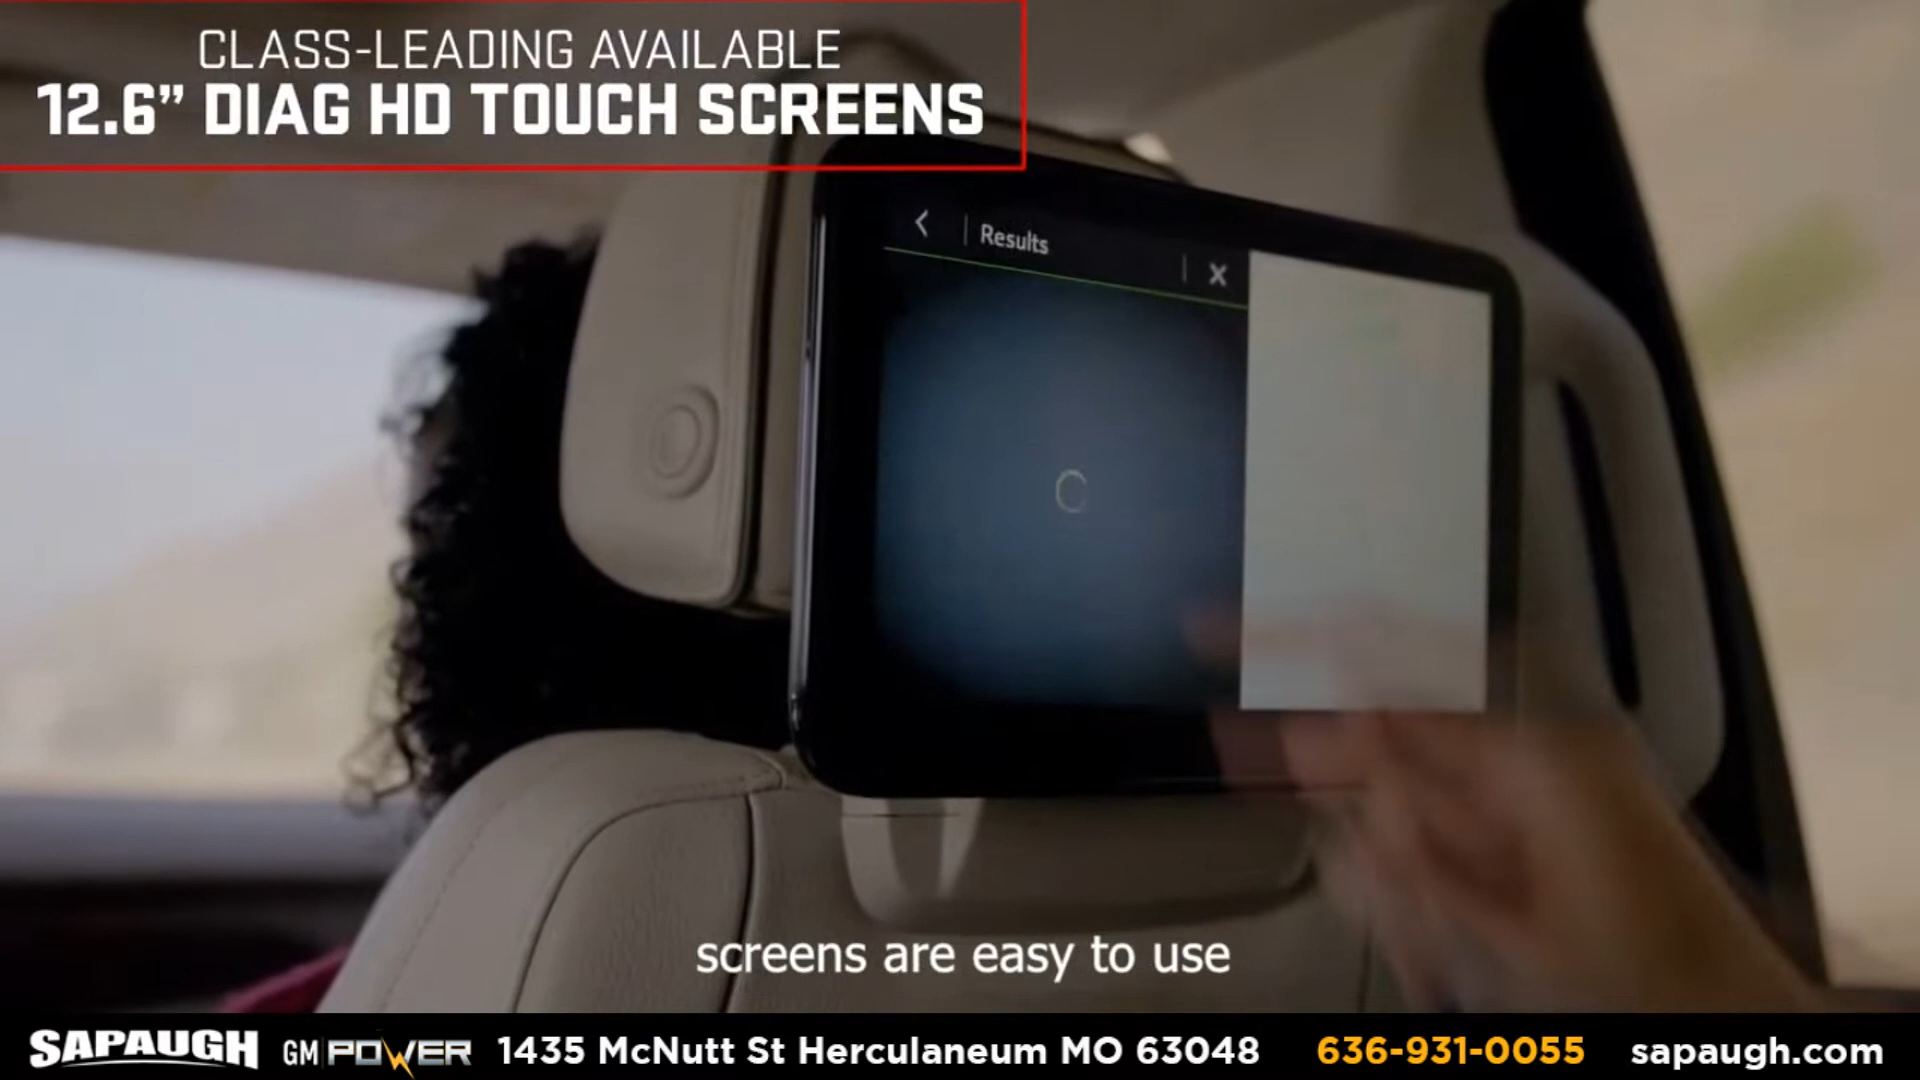 CLASS-LEADING AVAILABLE
12.6” DIAG HD TOUCH SCREENS
Results
screens are easy to use
SAPAUGH GM POWER 1435 McNutt St Herculaneum MO 63048 636-931-0055 sapaugh.com